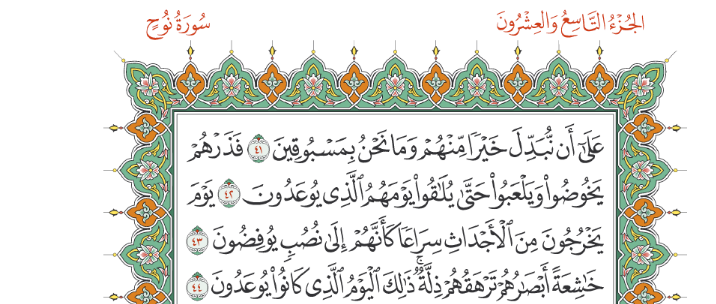 الجُزْءُ التَّاسِعُ وَالعِشْرُونَ
سُورَةُ نُوحٍ
عَلَىٰٓ أَن نُّبَدِّلَ خَيْرًا مِّنْهُمْ وَمَا نَحْنُ بِمَسْبُوقِينَ ٤١ فَذَرْهُمْ
يَخُوضُوا۟ وَيَلْعَبُوا۟ حَتَّىٰ يُلَٰقُوا۟ يَوْمَهُمُ ٱلَّذِى يُوعَدُونَ ٤٢ يَوْمَ
يَخْرُجُونَ مِنَ ٱلْأَجْدَاثِ سِرَاعًا كَأَنَّهُمْ إِلَىٰ نُصُبٍ يُوفِضُونَ ٤٣
خَٰشِعَةً أَبْصَٰرُهُمْ تَرْهَقُهُمْ ذِلَّةٌ ۚ ذَٰلِكَ ٱلْيَوْمُ ٱلَّذِى كَانُوا۟ يُوعَدُونَ ٤٤